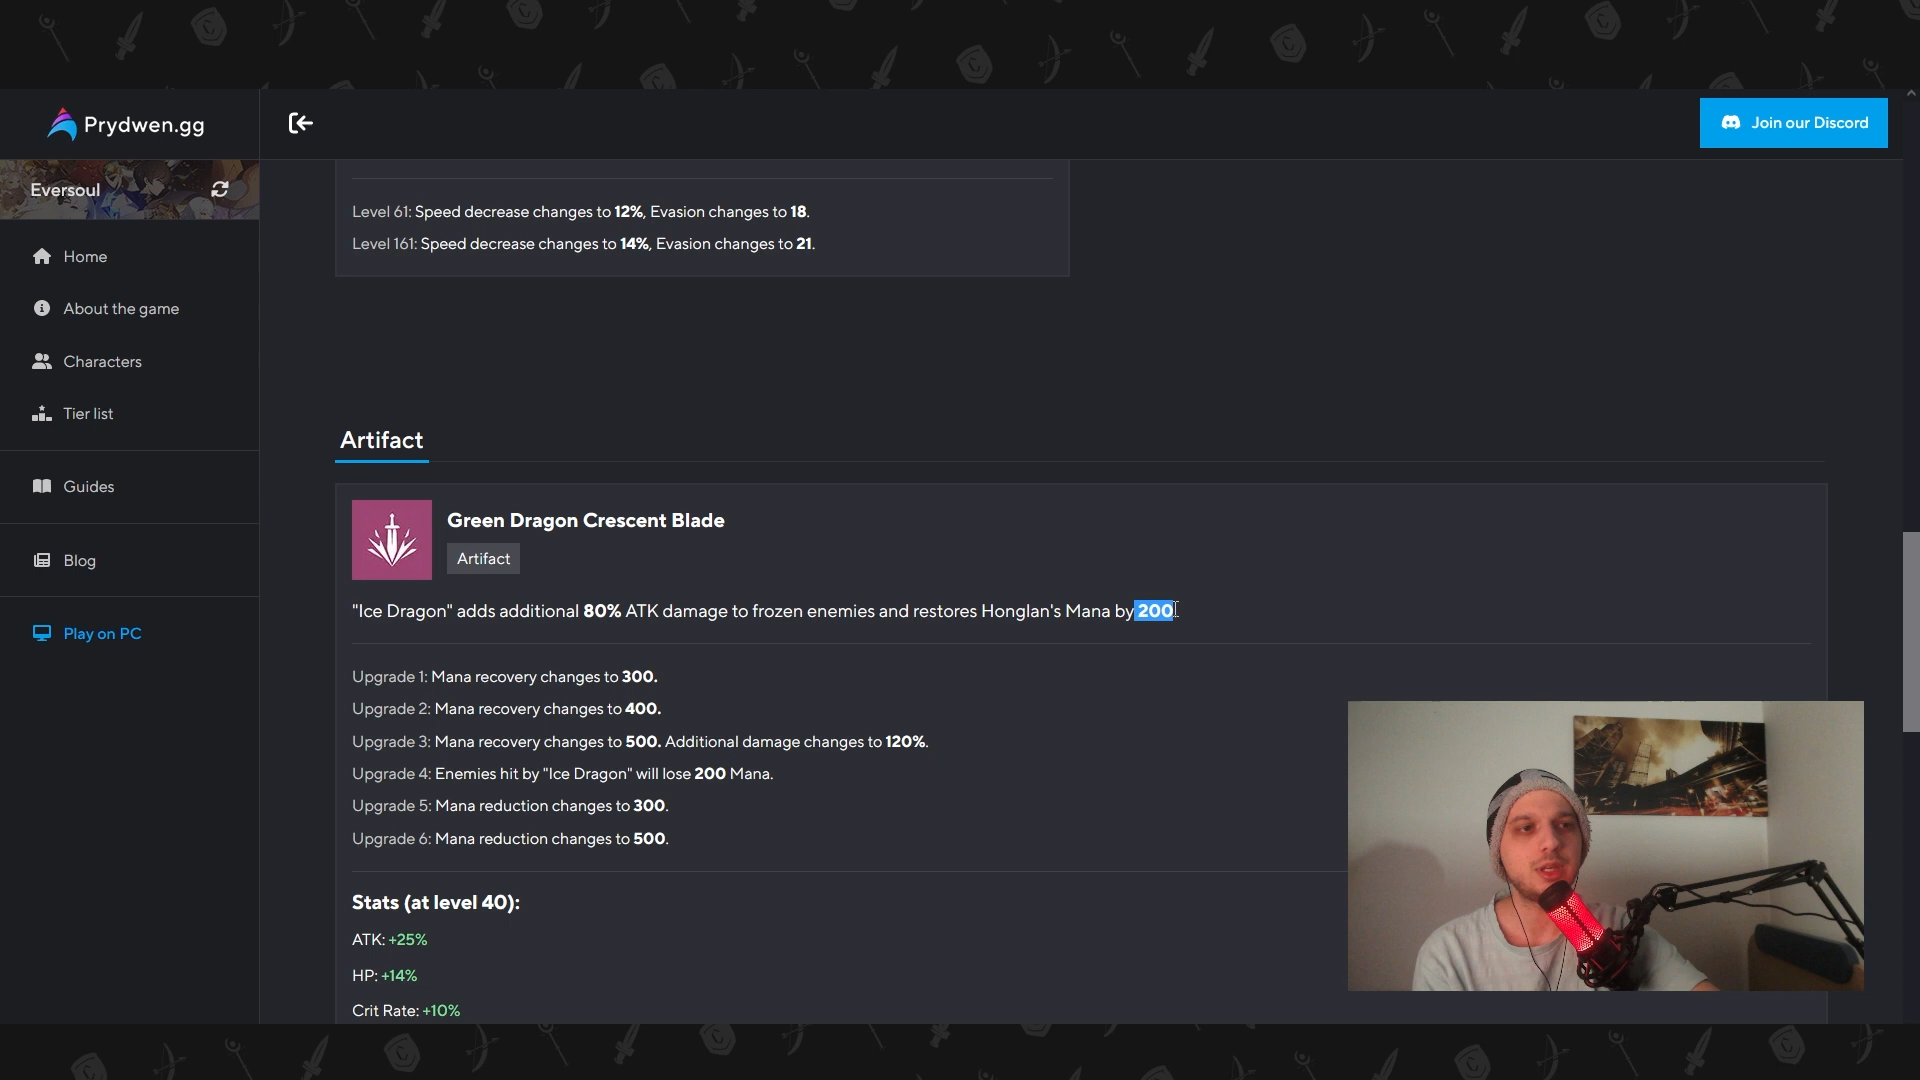 Prydwen.gg
Join our Discord
Eversoul
Home
About the game
Characters
Tier list
Guides
Blog
Play on PC
Level 61: Speed decrease changes to 12%, Evasion changes to 18.
Level 161: Speed decrease changes to 14%, Evasion changes to 21.
Artifact
Green Dragon Crescent Blade
Artifact
"Ice Dragon" adds additional 80% ATK damage to frozen enemies and restores Honglan's Mana by 200.
Upgrade 1: Mana recovery changes to 300.
Upgrade 2: Mana recovery changes to 400.
Upgrade 3: Mana recovery changes to 500. Additional damage changes to 120%.
Upgrade 4: Enemies hit by "Ice Dragon" will lose 200 Mana.
Upgrade 5: Mana reduction changes to 300.
Upgrade 6: Mana reduction changes to 500.
Stats (at level 40):
ATK: +25%
HP: +14%
Crit Rate: +10%